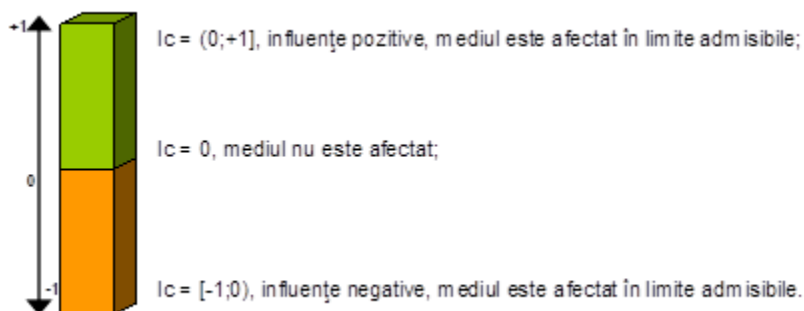 +1
Ic = (0;+1], influenţe pozitive, mediul este afectat în limite admisibile;
Ic = 0, mediul nu este afectat;
0
-1
Ic = [-1;0), influenţe negative, mediul este afectat în limite admisibile.